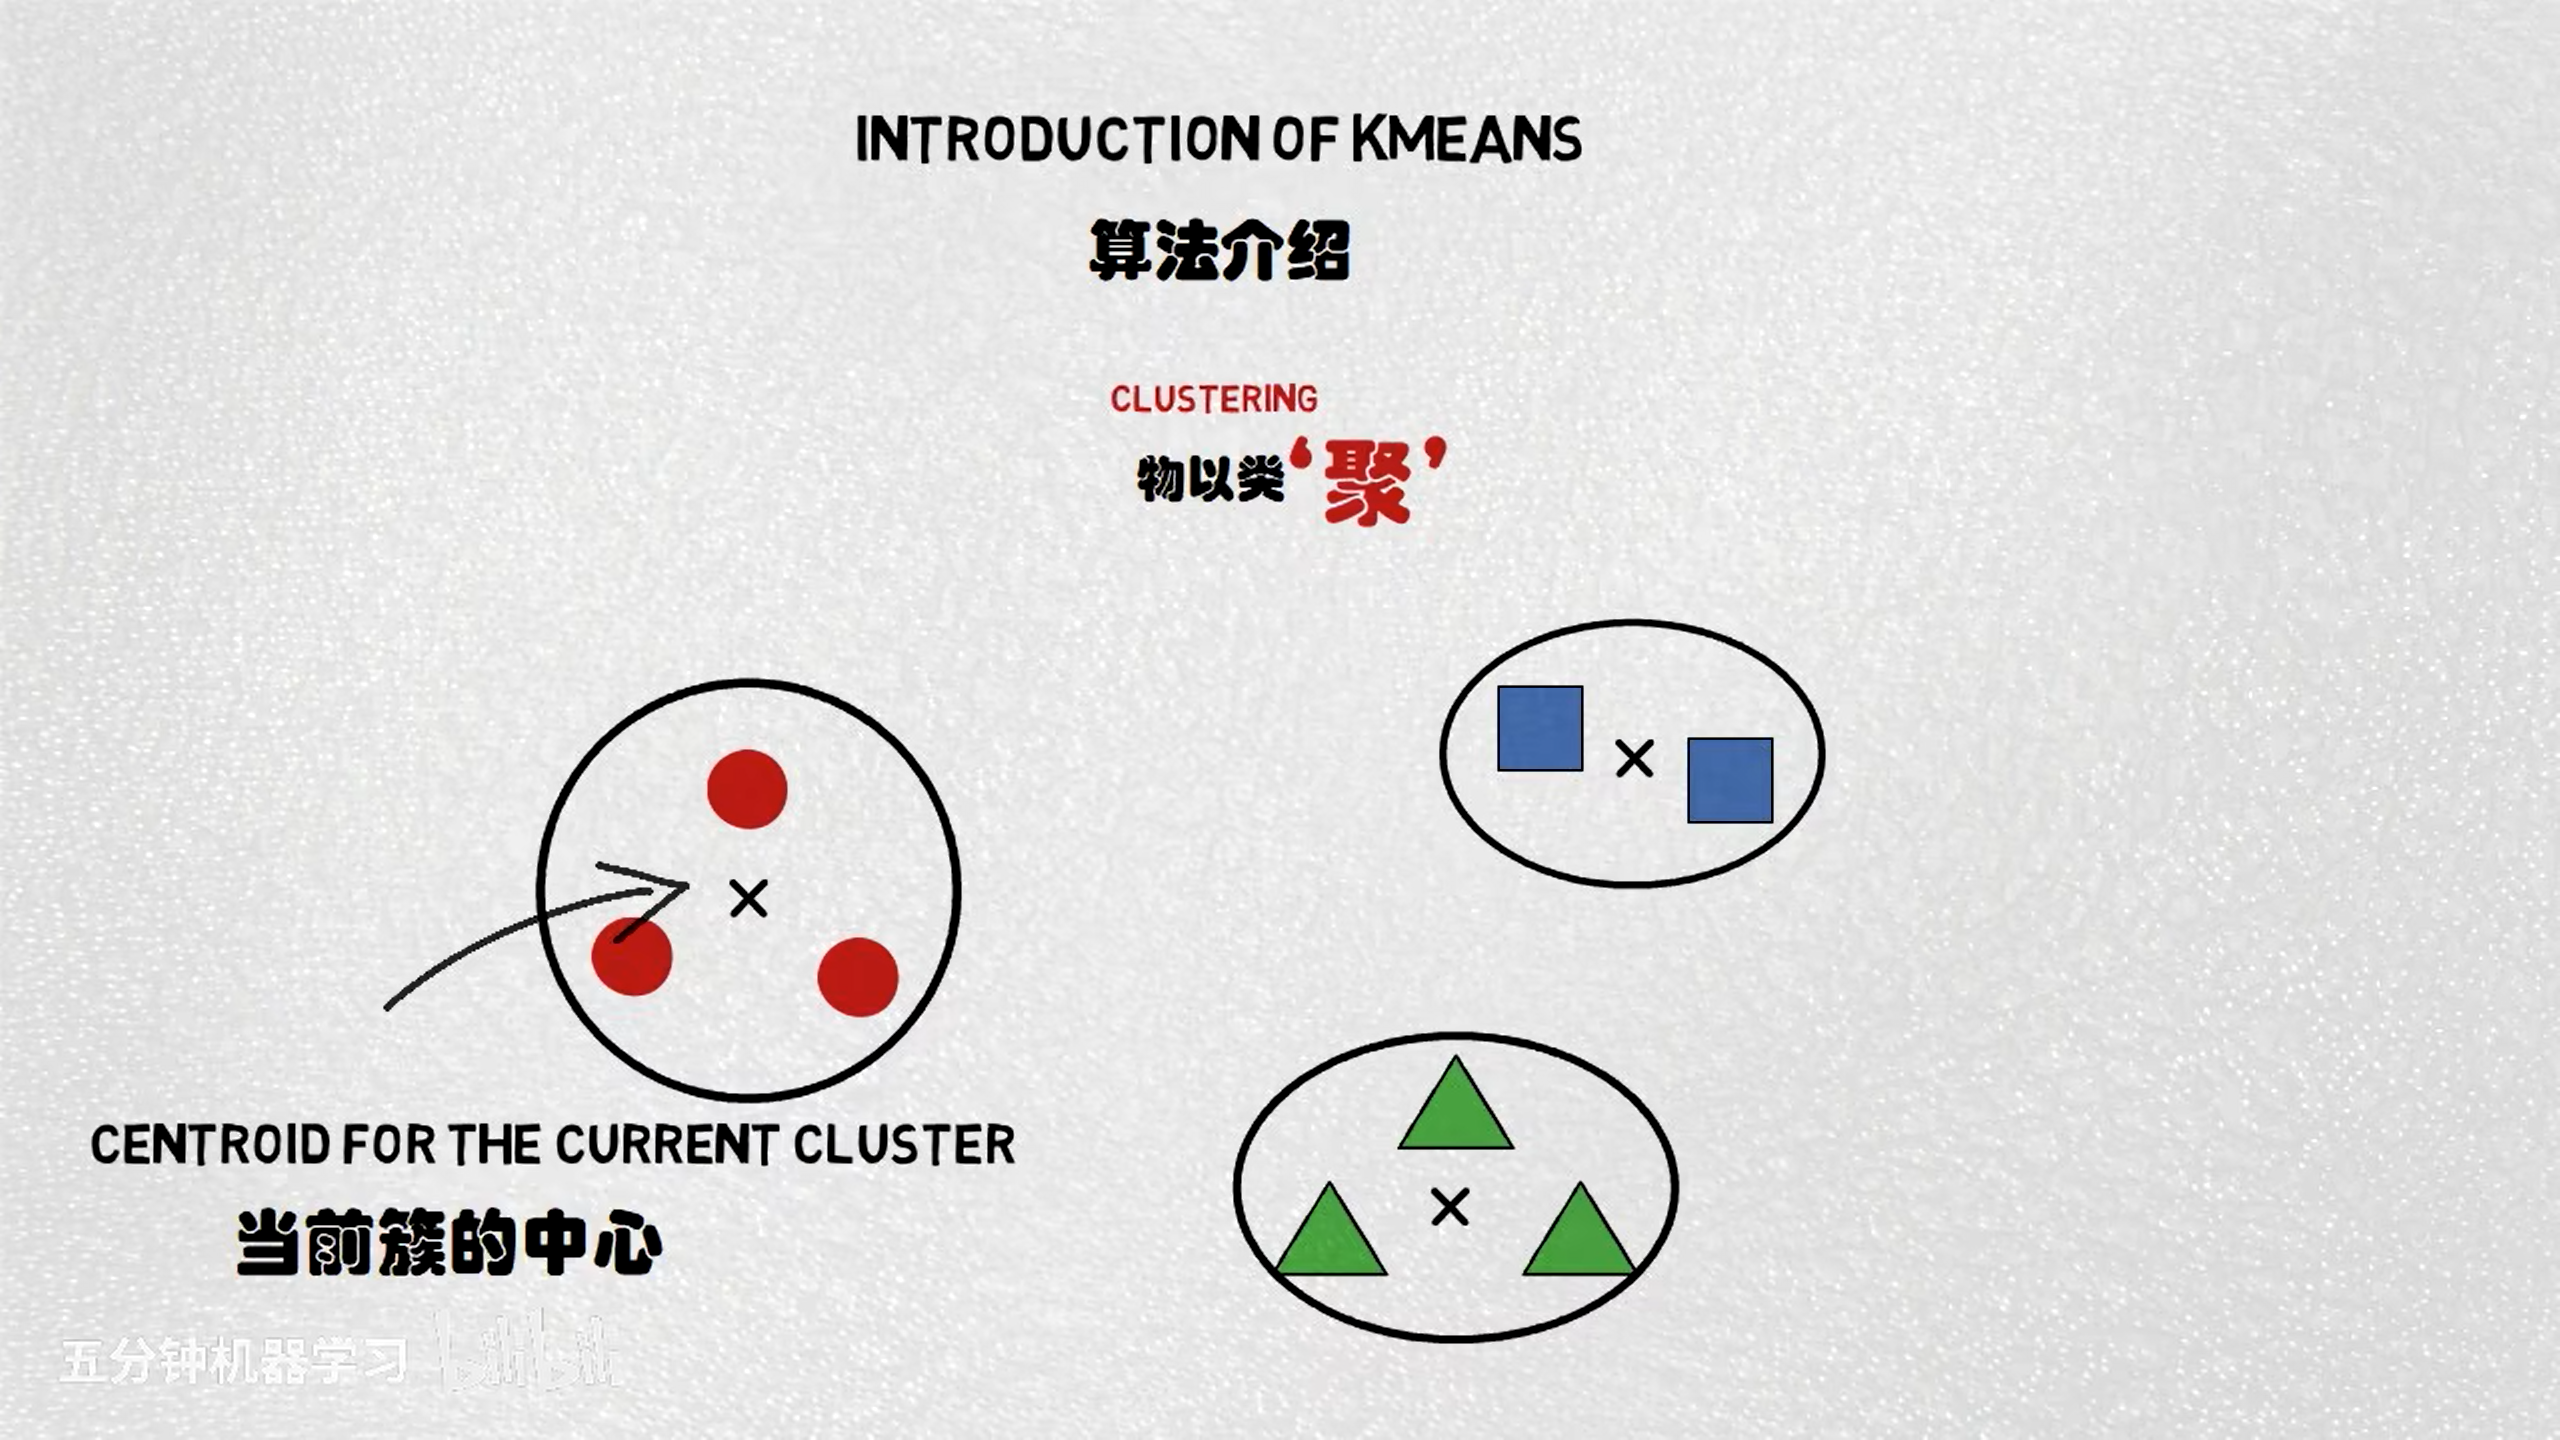 INTRODUCTION OF KMEANS
算法介绍
CLUSTERING
物以类‘聚’
CENTROID FOR THE CURRENT CLUSTER
当前簇的中心
五分钟机器学习 bilibili